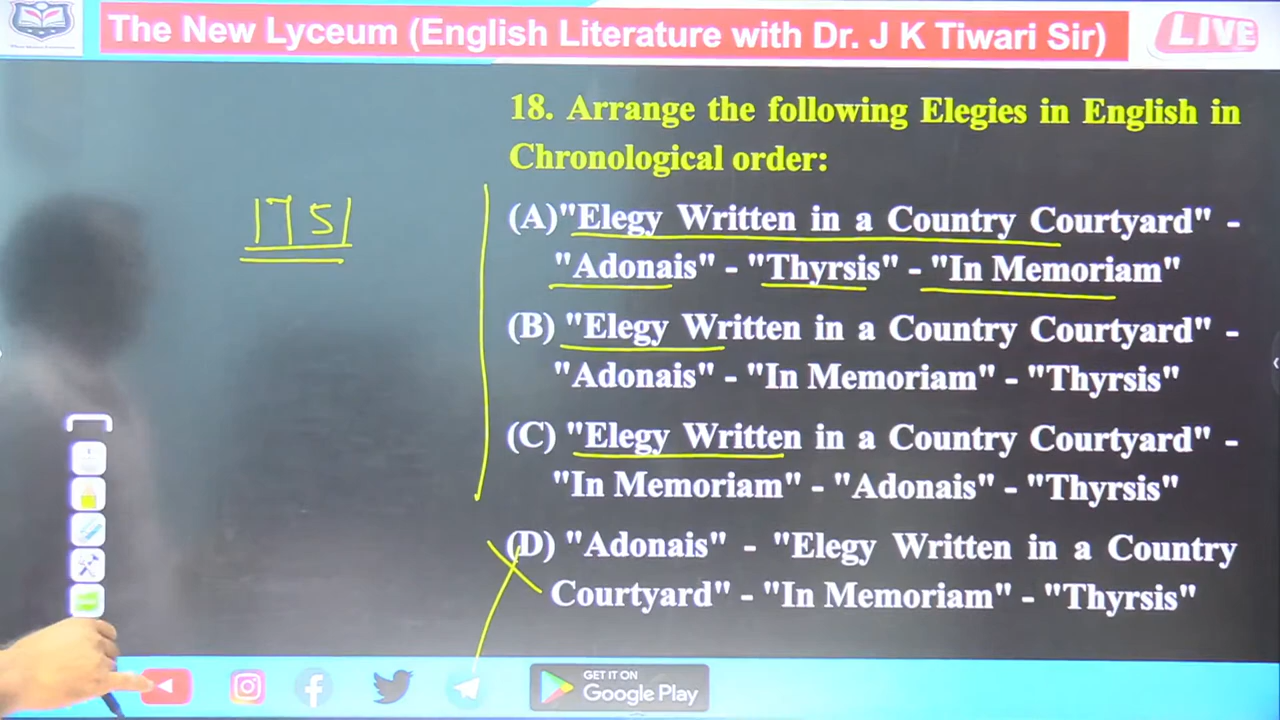 The New Lyceum (English Literature with Dr. J K Tiwari Sir)
LIVE
18. Arrange the following Elegies in English in
Chronological order:
1751
(A)"Elegy Written in a Country Courtyard" -
"Adonais" - "Thyrsis" - "In Memoriam"
(B) "Elegy Written in a Country Courtyard" -
"Adonais" - "In Memoriam" - "Thyrsis"
(C) "Elegy Written in a Country Courtyard" -
"In Memoriam" - "Adonais" - "Thyrsis"
(D) "Adonais" - "Elegy Written in a Country
Courtyard" - "In Memoriam" - "Thyrsis"
GET IT ON
Google Play